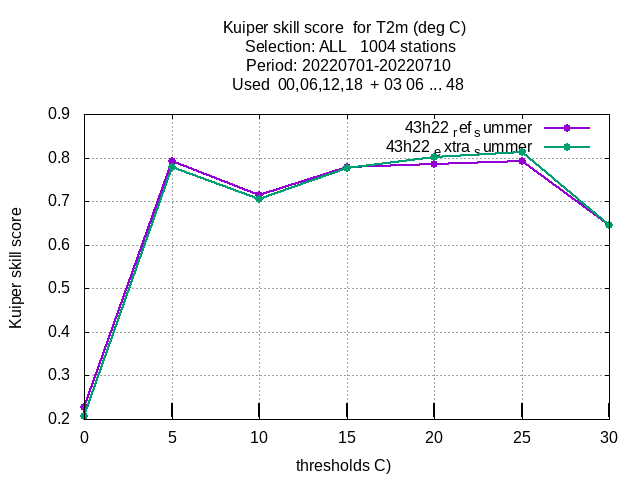 Kuiper skill score  for T2m (deg C)
Selection: ALL   1004 stations
Period: 20220701-20220710
Used  00,06,12,18  + 03 06 ... 48
43h22 ref summer
43h22 extra summer
0.9
0.8
0.7
0.6
0.5
0.4
0.3
0.2
Kuiper skill score
0 5 10 15 20 25 30
thresholds C)